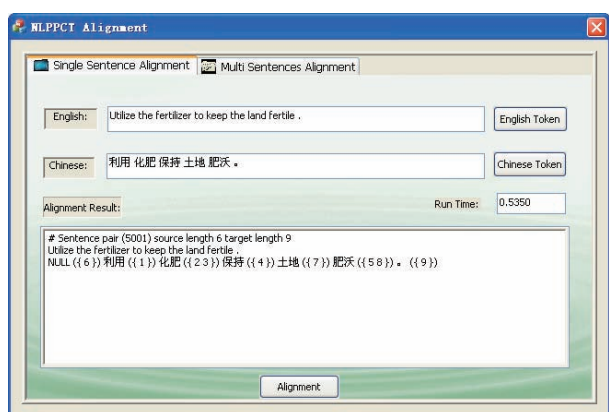 NLPPCT Alignment
Single Sentence Alignment Multi Sentences Alignment
English: Utilize the fertilizer to keep the land fertile . English Token
Chinese: 利用 化肥 保持 土地 肥沃 。 Chinese Token
Alignment Result: Run Time: 0.5350
# Sentence pair (5001) source length 6 target length 9
Utilize the fertilizer to keep the land fertile .
NULL ({ 6 }) 利用 ({ 1 }) 化肥 ({ 2 3 }) 保持 ({ 4 }) 土地 ({ 7 }) 肥沃 ({ 5 8 }) 。 ({ 9 })
Alignment